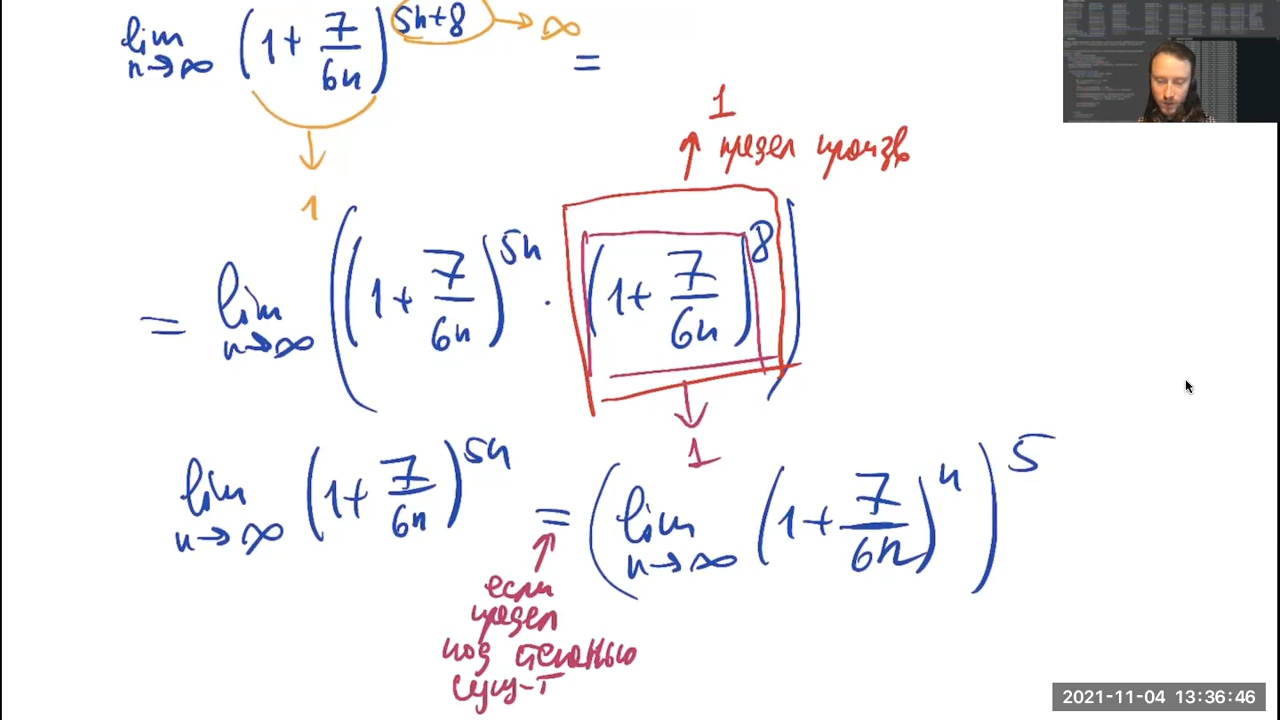 lim n→∞ (1 + 7/6n)^(5n+8) → ∞ =
1
1
↑ предел произв
= lim n→∞ ((1 + 7/6n)^5n · (1 + 7/6n)^8)
1
lim n→∞ (1 + 7/6n)^5n = (lim n→∞ (1 + 7/6n)^n)^5
если
предел
под степенью
сущ-т
2021-11-04 13:36:46